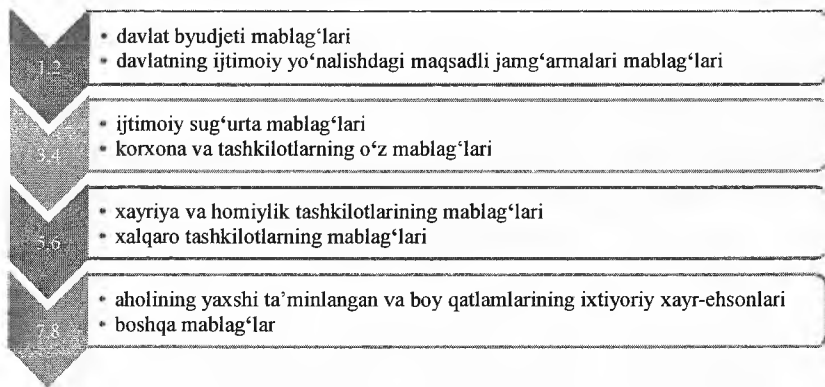 1.2
• davlat byudjeti mablag‘lari
• davlatning ijtimoiy yo‘nalishdagi maqsadli jamg‘armalari mablag‘lari
3.4
• ijtimoiy sug‘urta mablag‘lari
• korxona va tashkilotlarning o‘z mablag‘lari
5.6
• xayriya va homiylik tashkilotlarining mablag‘lari
• xalqaro tashkilotlarning mablag‘lari
7.8
• aholining yaxshi ta’minlangan va boy qatlamlarining ixtiyoriy xayr-ehsonlari
• boshqa mablag‘lar